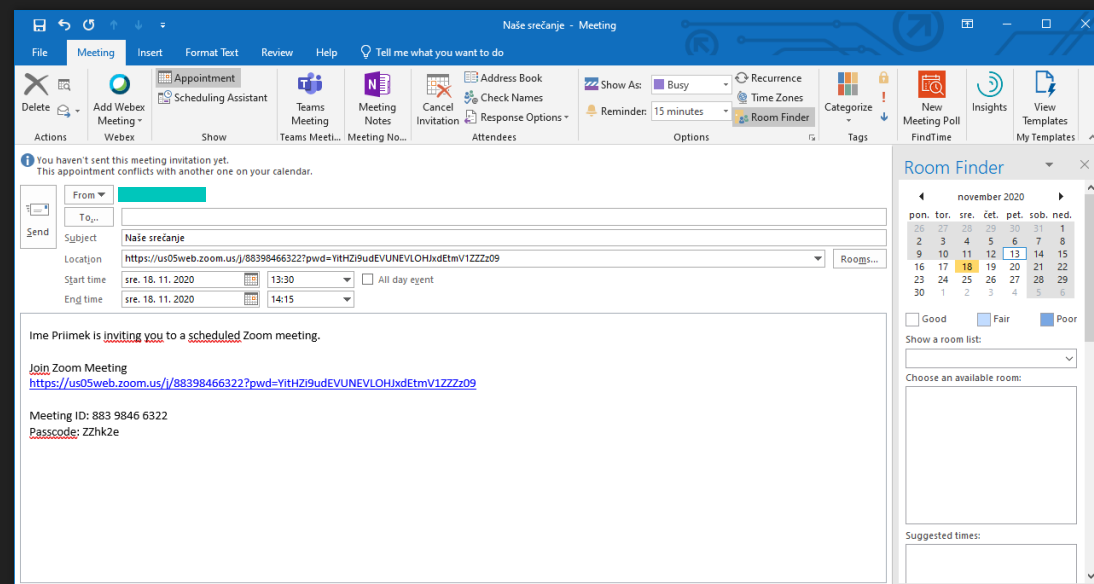 Naše srečanje - Meeting
File Meeting Insert Format Text Review Help Tell me what you want to do
Delete
Actions
Add Webex Meeting
Webex
Appointment
Scheduling Assistant
Show
Teams Meeting
Teams Meeti...
Meeting Notes
Meeting No...
Cancel Invitation
Address Book
Check Names
Response Options
Attendees
Show As: Busy
Reminder: 15 minutes
Recurrence
Time Zones
Room Finder
Options
Categorize
Tags
New Meeting Poll
FindTime
Insights
View Templates
My Templates
You haven't sent this meeting invitation yet.
This appointment conflicts with another one on your calendar.
Send
From
To...
Subject Naše srečanje
Location https://us05web.zoom.us/j/88398466322?pwd=YitHZi9udEVUNEVLOHJxdEtmV1ZZZz09 Rooms...
Start time sre. 18. 11. 2020 13:30 All day event
End time sre. 18. 11. 2020 14:15
Ime Priimek is inviting you to a scheduled Zoom meeting.
Join Zoom Meeting
https://us05web.zoom.us/j/88398466322?pwd=YitHZi9udEVUNEVLOHJxdEtmV1ZZZz09
Meeting ID: 883 9846 6322
Passcode: ZZhk2e
Room Finder
november 2020
pon. tor. sre. čet. pet. sob. ned.
26 27 28 29 30 31 1
2 3 4 5 6 7 8
9 10 11 12 13 14 15
16 17 18 19 20 21 22
23 24 25 26 27 28 29
30 1 2 3 4 5 6
Good Fair Poor
Show a room list:
Choose an available room:
Suggested times: